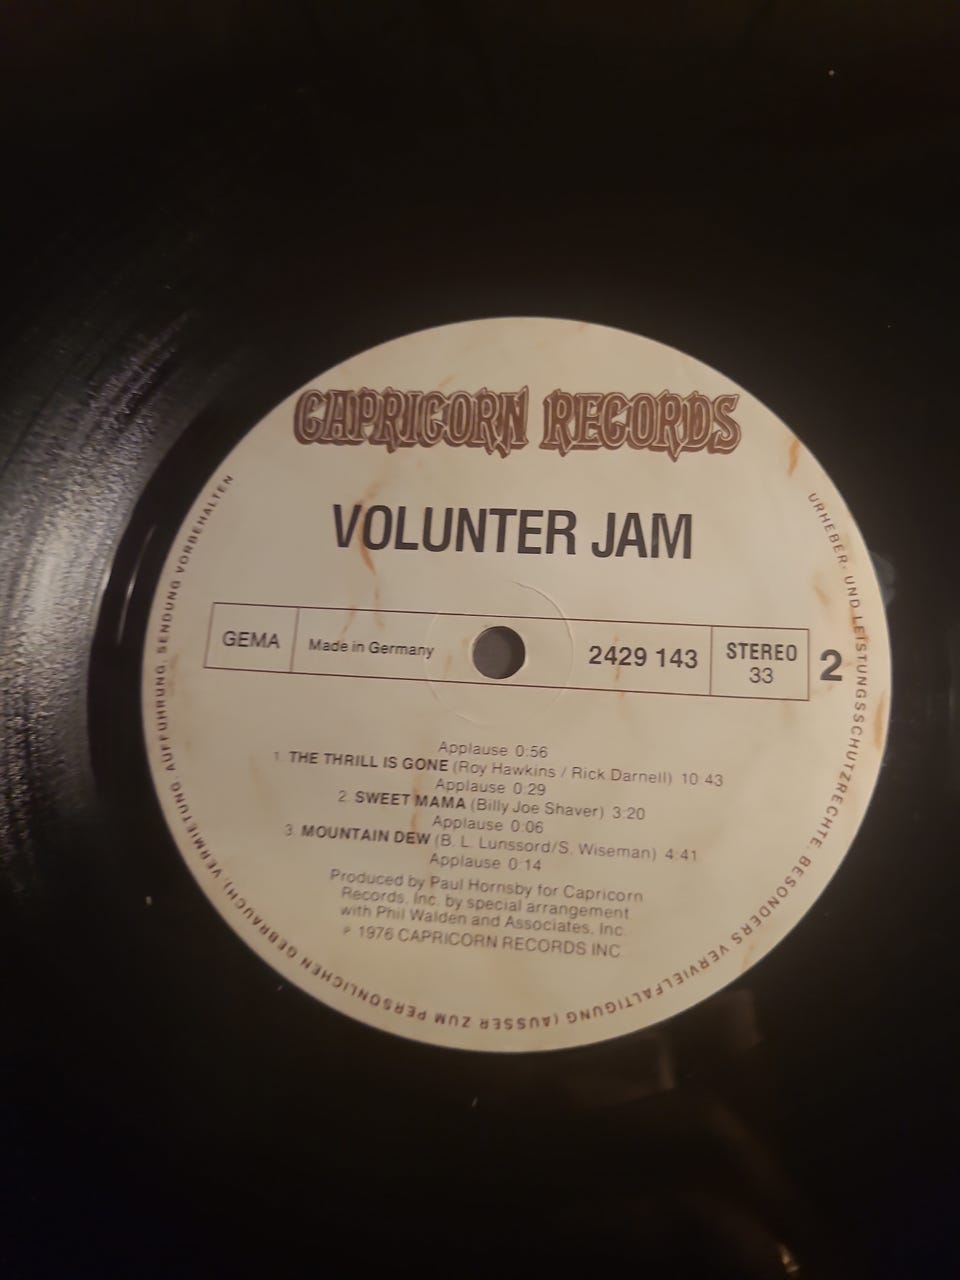 CAPRICORN RECORDS
VOLUNTER JAM
GEMA
Made in Germany
2429 143
STEREO
33
2
Applause 0:56
1. THE THRILL IS GONE (Roy Hawkins / Rick Darnell) 10:43
Applause 0:29
2. SWEET MAMA (Billy Joe Shaver) 3:20
Applause 0:06
3. MOUNTAIN DEW (B. L. Lunssord/S. Wiseman) 4:41
Applause 0:14
Produced by Paul Hornsby for Capricorn
Records, Inc. by special arrangement
with Phil Walden and Associates, Inc.
℗ 1976 CAPRICORN RECORDS INC.
URHEBER- UND LEISTUNGSSCHUTZRECHTE, BESONDERS VERVIELFALTIGUNG (AUSSER ZUM PERSONLICHEN GEBRAUCH), VERMIETUNG, AUFFUHRUNG, SENDUNG VORBEHALTEN